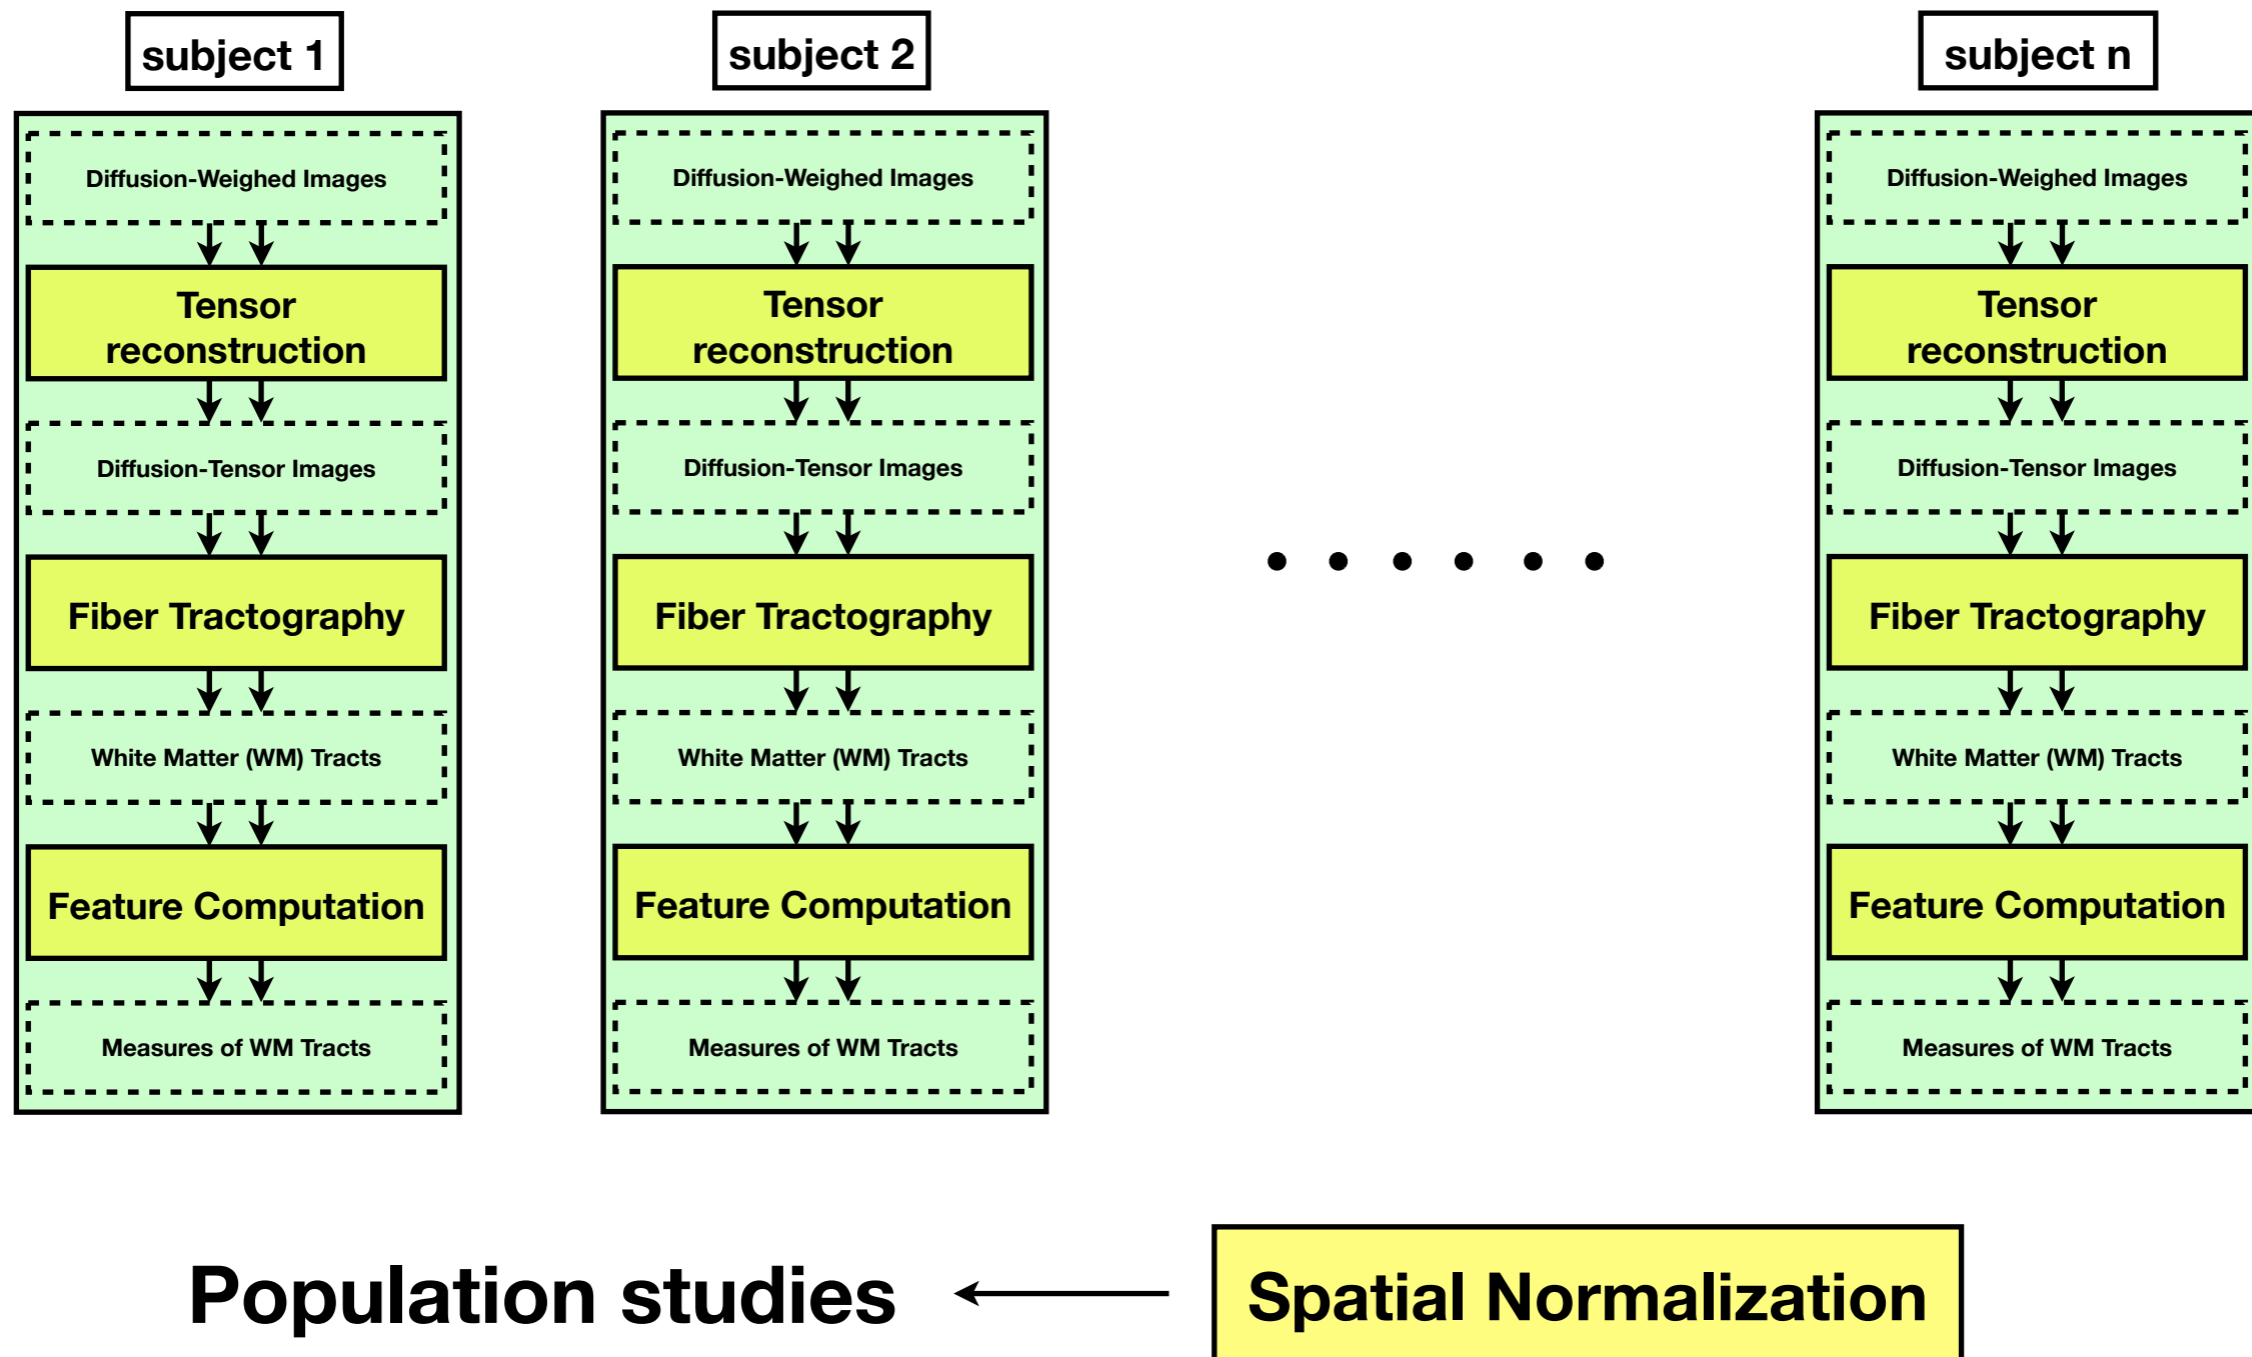 subject 1
Diffusion-Weighed Images
Tensor
reconstruction
Diffusion-Tensor Images
Fiber Tractography
White Matter (WM) Tracts
Feature Computation
Measures of WM Tracts
subject 2
Diffusion-Weighed Images
Tensor
reconstruction
Diffusion-Tensor Images
Fiber Tractography
White Matter (WM) Tracts
Feature Computation
Measures of WM Tracts
subject n
Diffusion-Weighed Images
Tensor
reconstruction
Diffusion-Tensor Images
Fiber Tractography
White Matter (WM) Tracts
Feature Computation
Measures of WM Tracts
Population studies
Spatial Normalization